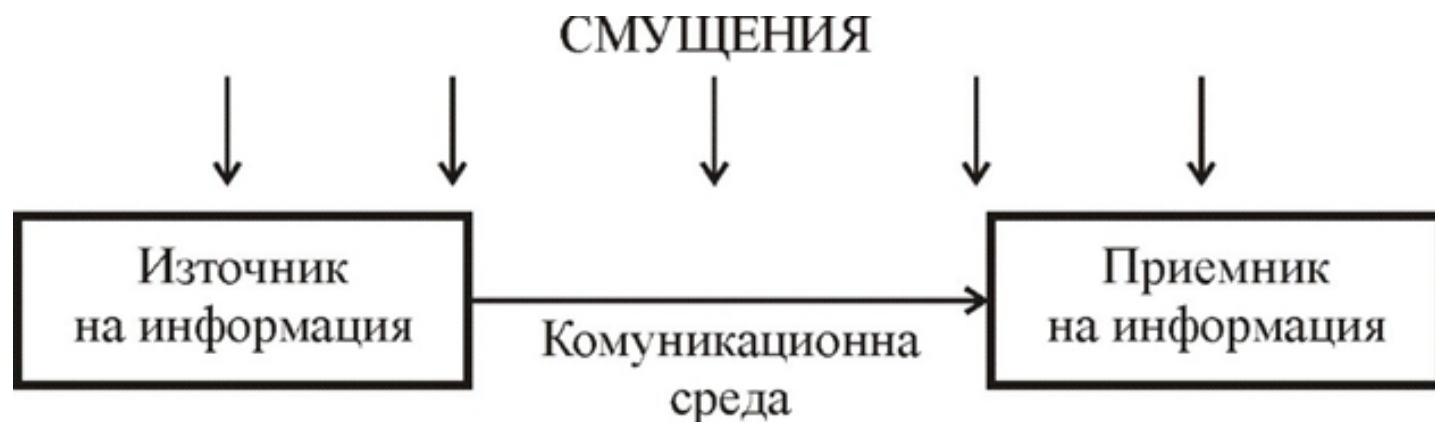 СМУЩЕНИЯ
Източник
на информация
Комуникационна
среда
Приемник
на информация